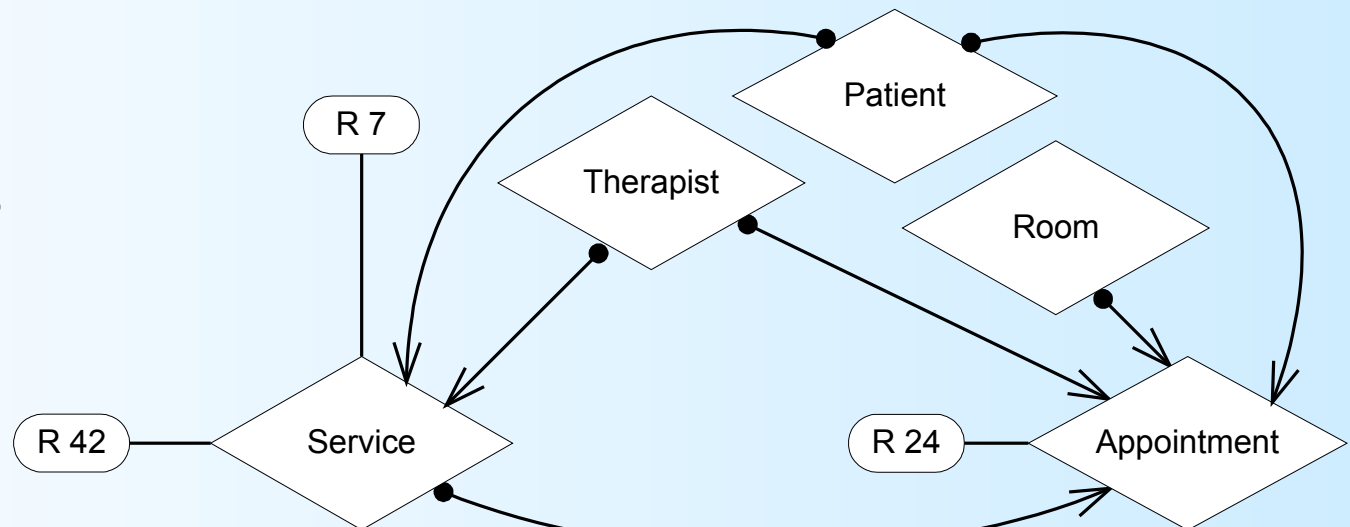 Patient
R 7
Therapist
Room
R 42
Service
R 24
Appointment